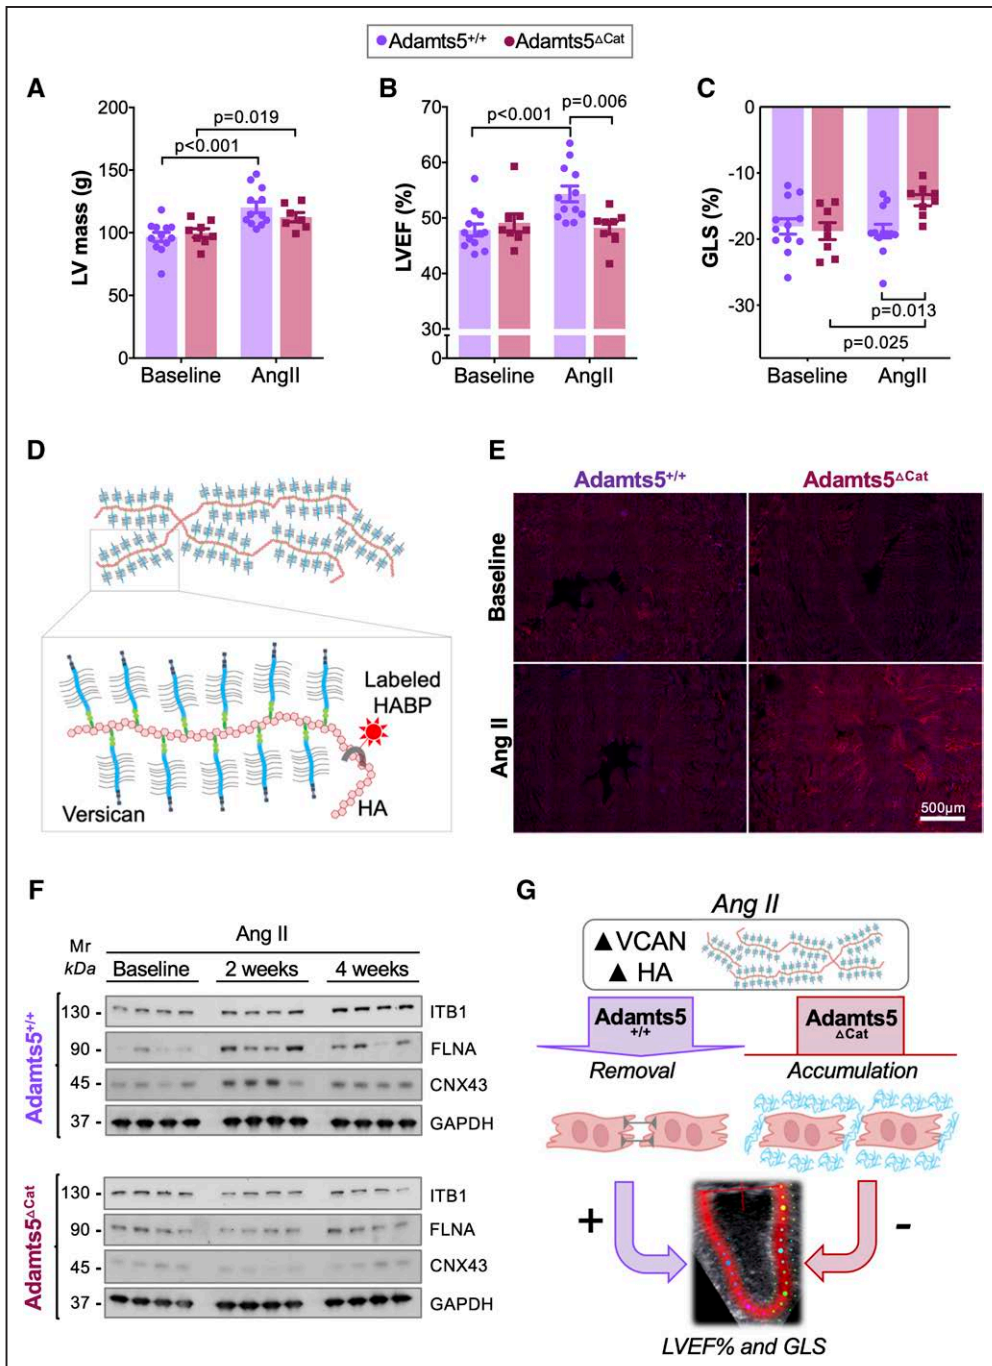 Adamts5+/+ Adamts5ΔCat
A
B
C
LV mass (g)
200
150
100
50
0
p=0.019
p<0.001
Baseline AngII
LVEF (%)
70
60
50
40
30
0
p<0.001
p=0.006
Baseline AngII
GLS (%)
0
-10
-20
-30
p=0.013
p=0.025
Baseline AngII
D
Labeled
HABP
HA
Versican
E
Adamts5+/+ Adamts5ΔCat
Baseline
Ang II
500µm
F
Ang II
Mr
kDa
Baseline 2 weeks 4 weeks
Adamts5+/+
130 - ITB1
90 - FLNA
45 - CNX43
37 - GAPDH
Adamts5ΔCat
130 - ITB1
90 - FLNA
45 - CNX43
37 - GAPDH
G
Ang II
▲VCAN
▲ HA
Adamts5
+/+
Adamts5
ΔCat
Removal Accumulation
+ -
LVEF% and GLS